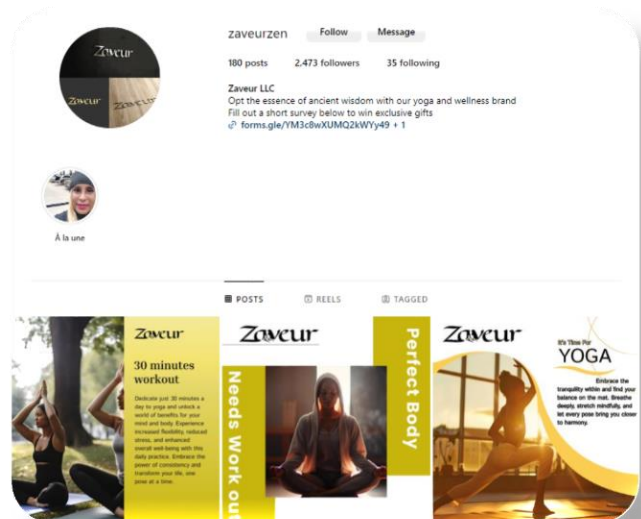 zaveurzen Follow Message
180 posts 2.473 followers 35 following
Zaveur LLC
Opt the essence of ancient wisdom with our yoga and wellness brand
Fill out a short survey below to win exclusive gifts
forms.gle/YM3c8wXUMQ2kWYy49 + 1
Zaveur
Zaveur
Zaveur
À la une
POSTS REELS TAGGED
Zaveur
30 minutes
workout
Dedicate just 30 minutes a
day to yoga and unlock a
world of benefits for your
mind and body. Experience
increased flexibility, reduced
stress, and enhanced
overall well-being with this
daily practice. Embrace the
power of consistency and
transform your life, one
pose at a time.
Zaveur
Needs Work out
Perfect Body
Zaveur
It's Time For
YOGA
Embrace the
tranquility within and find your
balance on the mat. Breathe
deeply, stretch mindfully, and
let every pose bring you closer
to harmony.